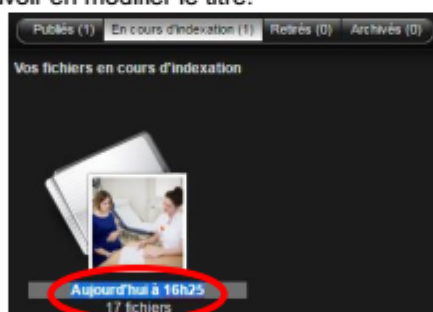 voir en modifier le titre.
Publiés (1) En cours d'indexation (1) Retirés (0) Archivés (0)
Vos fichiers en cours d'indexation
Aujourd'hui à 16h25
17 fichiers